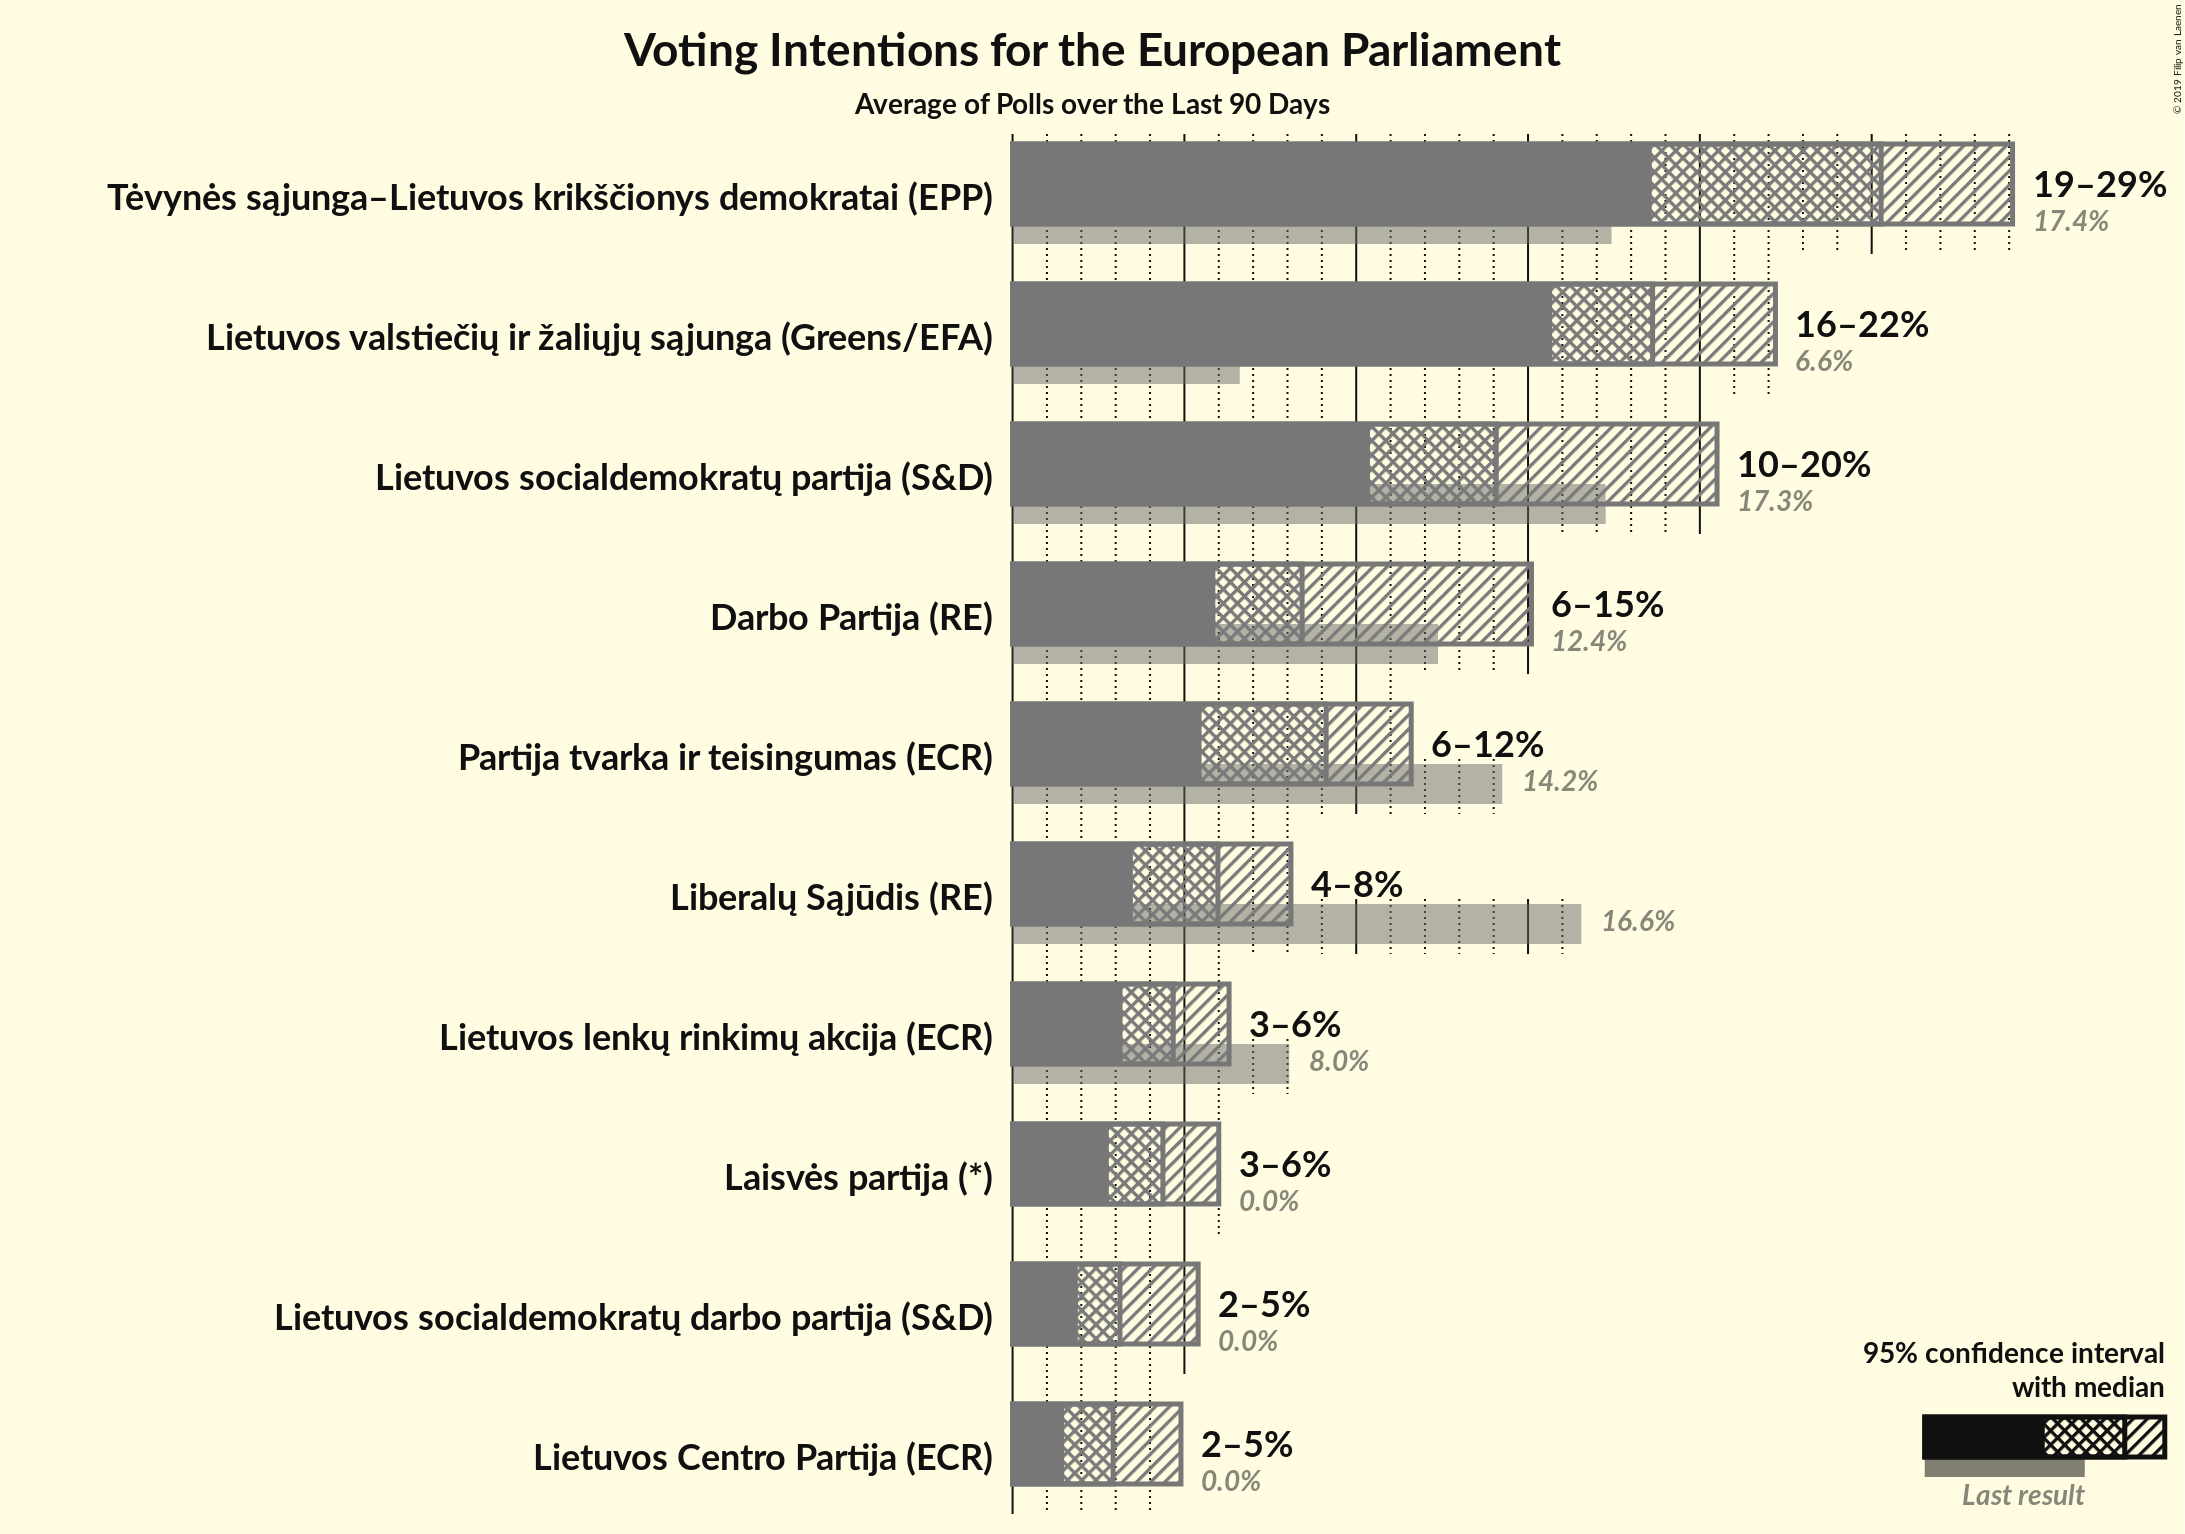 Voting Intentions for the European Parliament
Average of Polls over the Last 90 Days
© 2019 Filip van Laenen
Tėvynės sąjunga–Lietuvos krikščionys demokratai (EPP)
19–29%
17.4%
Lietuvos valstiečių ir žaliųjų sąjunga (Greens/EFA)
16–22%
6.6%
Lietuvos socialdemokratų partija (S&D)
10–20%
17.3%
Darbo Partija (RE)
6–15%
12.4%
Partija tvarka ir teisingumas (ECR)
6–12%
14.2%
Liberalų Sąjūdis (RE)
4–8%
16.6%
Lietuvos lenkų rinkimų akcija (ECR)
3–6%
8.0%
Laisvės partija (*)
3–6%
0.0%
Lietuvos socialdemokratų darbo partija (S&D)
2–5%
0.0%
Lietuvos Centro Partija (ECR)
2–5%
0.0%
95% confidence interval
with median
Last result